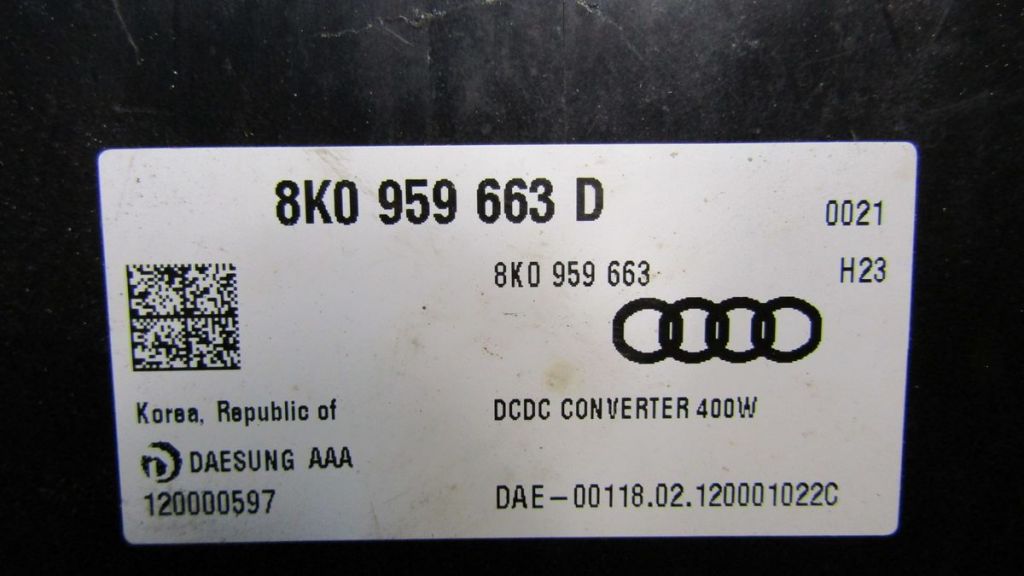 8K0 959 663 D
0021
8K0 959 663
H23
Korea, Republic of
DCDC CONVERTER 400W
DAESUNG AAA
120000597
DAE-00118.02.120001022C